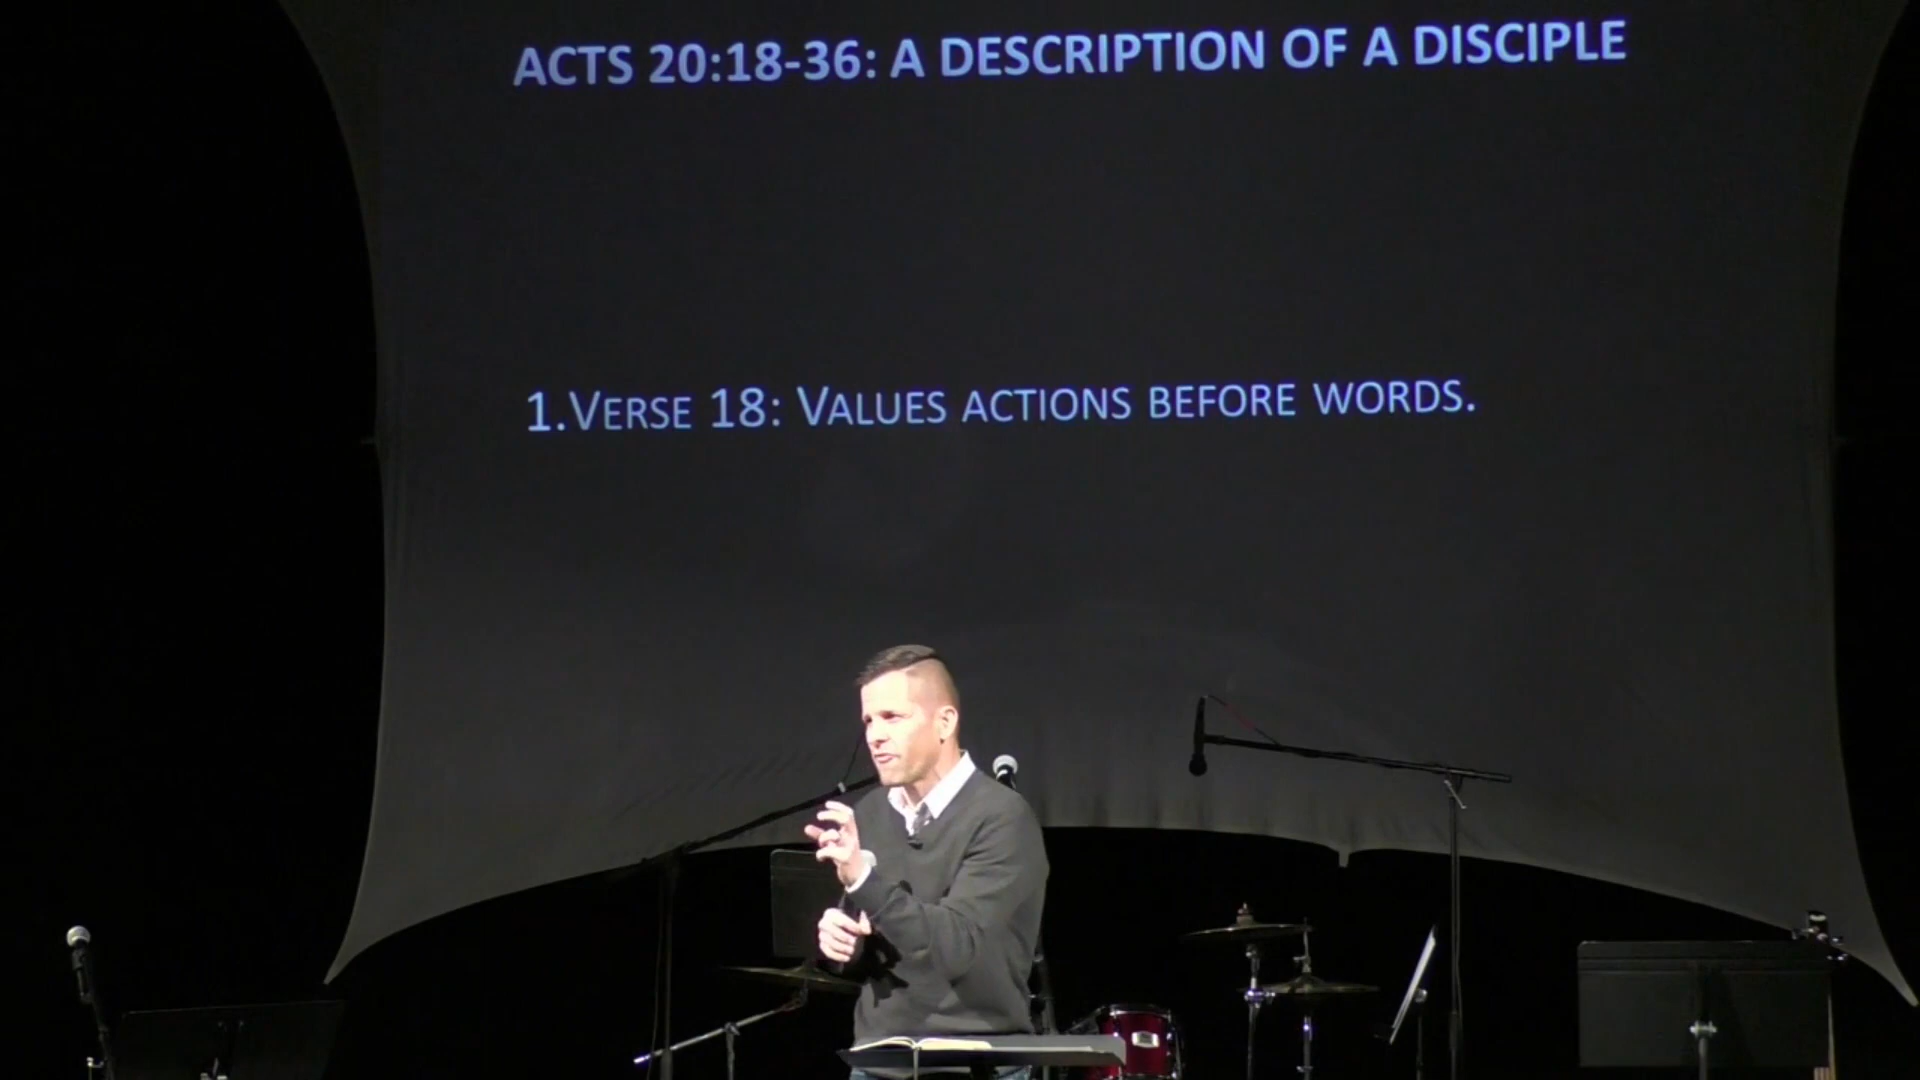 ACTS 20:18-36: A DESCRIPTION OF A DISCIPLE
1.VERSE 18: VALUES ACTIONS BEFORE WORDS.